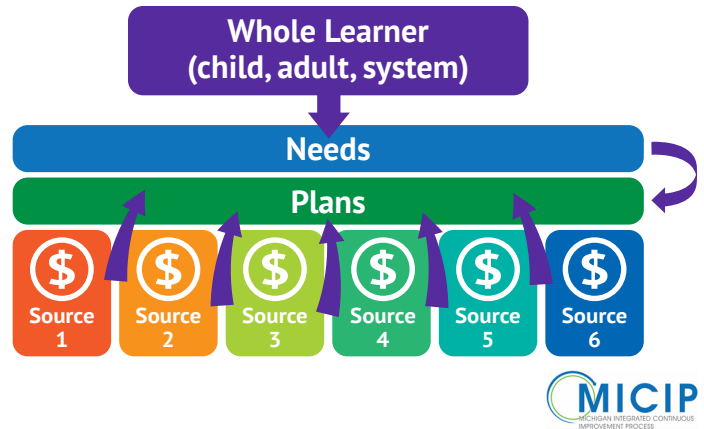 Whole Learner
(child, adult, system)
Needs
Plans
$
Source
1
$
Source
2
$
Source
3
$
Source
4
$
Source
5
$
Source
6
MICIP
MICHIGAN INTEGRATED CONTINUOUS
IMPROVEMENT PROCESS